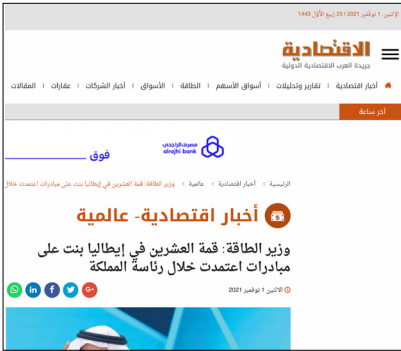 الإثنين, 1 نوفمبر 2021 | 25 ربيع الأول 1443
الاقتصادية
جريدة العرب الاقتصادية الدولية
أخبار اقتصادية | تقارير وتحليلات | أسواق الأسهم | الطاقة | الأسواق | أخبار الشركات | عقارات | المقالات
أخر ساعة
مصرف الراجحي
alrajhi bank
فوق
الرئيسية › أخبار اقتصادية › عالمية › وزير الطاقة: قمة العشرين في إيطاليا بنت على مبادرات اعتمدت خلال
أخبار اقتصادية- عالمية
وزير الطاقة: قمة العشرين في إيطاليا بنت على
مبادرات اعتمدت خلال رئاسة المملكة
الاثنين 1 نوفمبر 2021